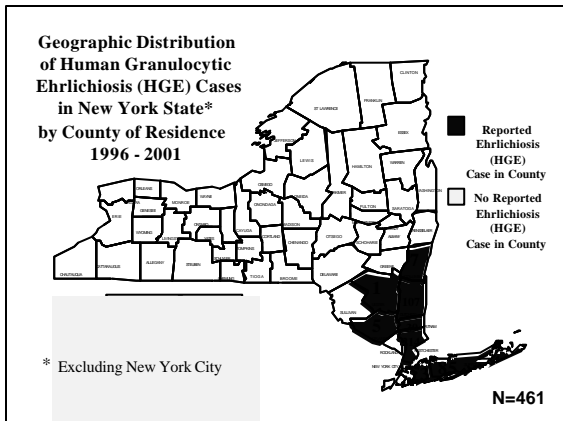 Geographic Distribution
of Human Granulocytic
Ehrlichiosis (HGE) Cases
in New York State*
by County of Residence
1996 - 2001
CLINTON
FRANKLIN
ST LAWRENCE
ESSEX
JEFFERSON
LEWIS
HAMILTON
WARREN
WASHINGTON
OSWEGO
ONEIDA
FULTON
SARATOGA
ORLEANS
MONROE
WAYNE
ONONDAGA
MADISON
GENESEE
ERIE
WYOMING
CAYUGA
CORTLAND
CHENANGO
OTSEGO
SCHOHARIE
RENSSELAER
TOMPKINS
CHAUTAUQUA
CATTARAUGUS
ALLEGANY
STEUBEN
TIOGA
BROOME
DELAWARE
GREENE
SULLIVAN
ROCKLAND
NEW YORK CITY
Reported
Ehrlichiosis
(HGE)
Case in County
No Reported
Ehrlichiosis
(HGE)
Case in County
* Excluding New York City
N=461